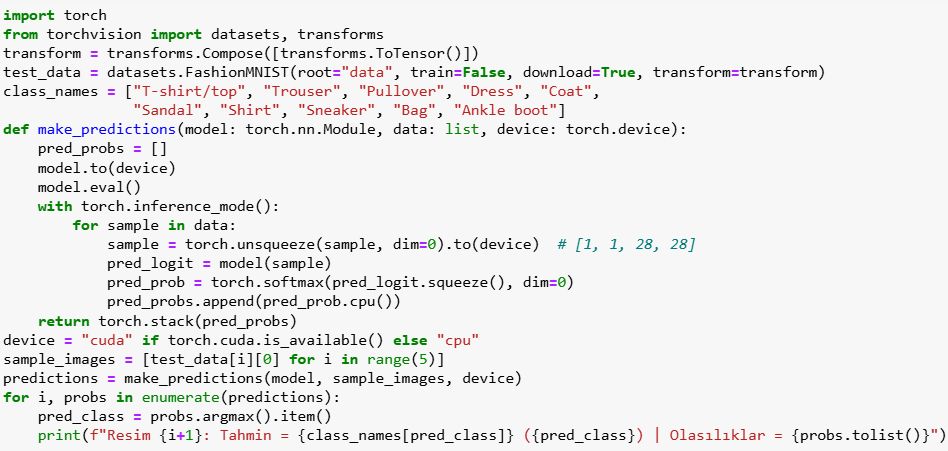 import torch
from torchvision import datasets, transforms
transform = transforms.Compose([transforms.ToTensor()])
test_data = datasets.FashionMNIST(root="data", train=False, download=True, transform=transform)
class_names = ["T-shirt/top", "Trouser", "Pullover", "Dress", "Coat",
               "Sandal", "Shirt", "Sneaker", "Bag", "Ankle boot"]
def make_predictions(model: torch.nn.Module, data: list, device: torch.device):
    pred_probs = []
    model.to(device)
    model.eval()
    with torch.inference_mode():
        for sample in data:
            sample = torch.unsqueeze(sample, dim=0).to(device)  # [1, 1, 28, 28]
            pred_logit = model(sample)
            pred_prob = torch.softmax(pred_logit.squeeze(), dim=0)
            pred_probs.append(pred_prob.cpu())
    return torch.stack(pred_probs)
device = "cuda" if torch.cuda.is_available() else "cpu"
sample_images = [test_data[i][0] for i in range(5)]
predictions = make_predictions(model, sample_images, device)
for i, probs in enumerate(predictions):
    pred_class = probs.argmax().item()
    print(f"Resim {i+1}: Tahmin = {class_names[pred_class]} ({pred_class}) | Olasılıklar = {probs.tolist()}")